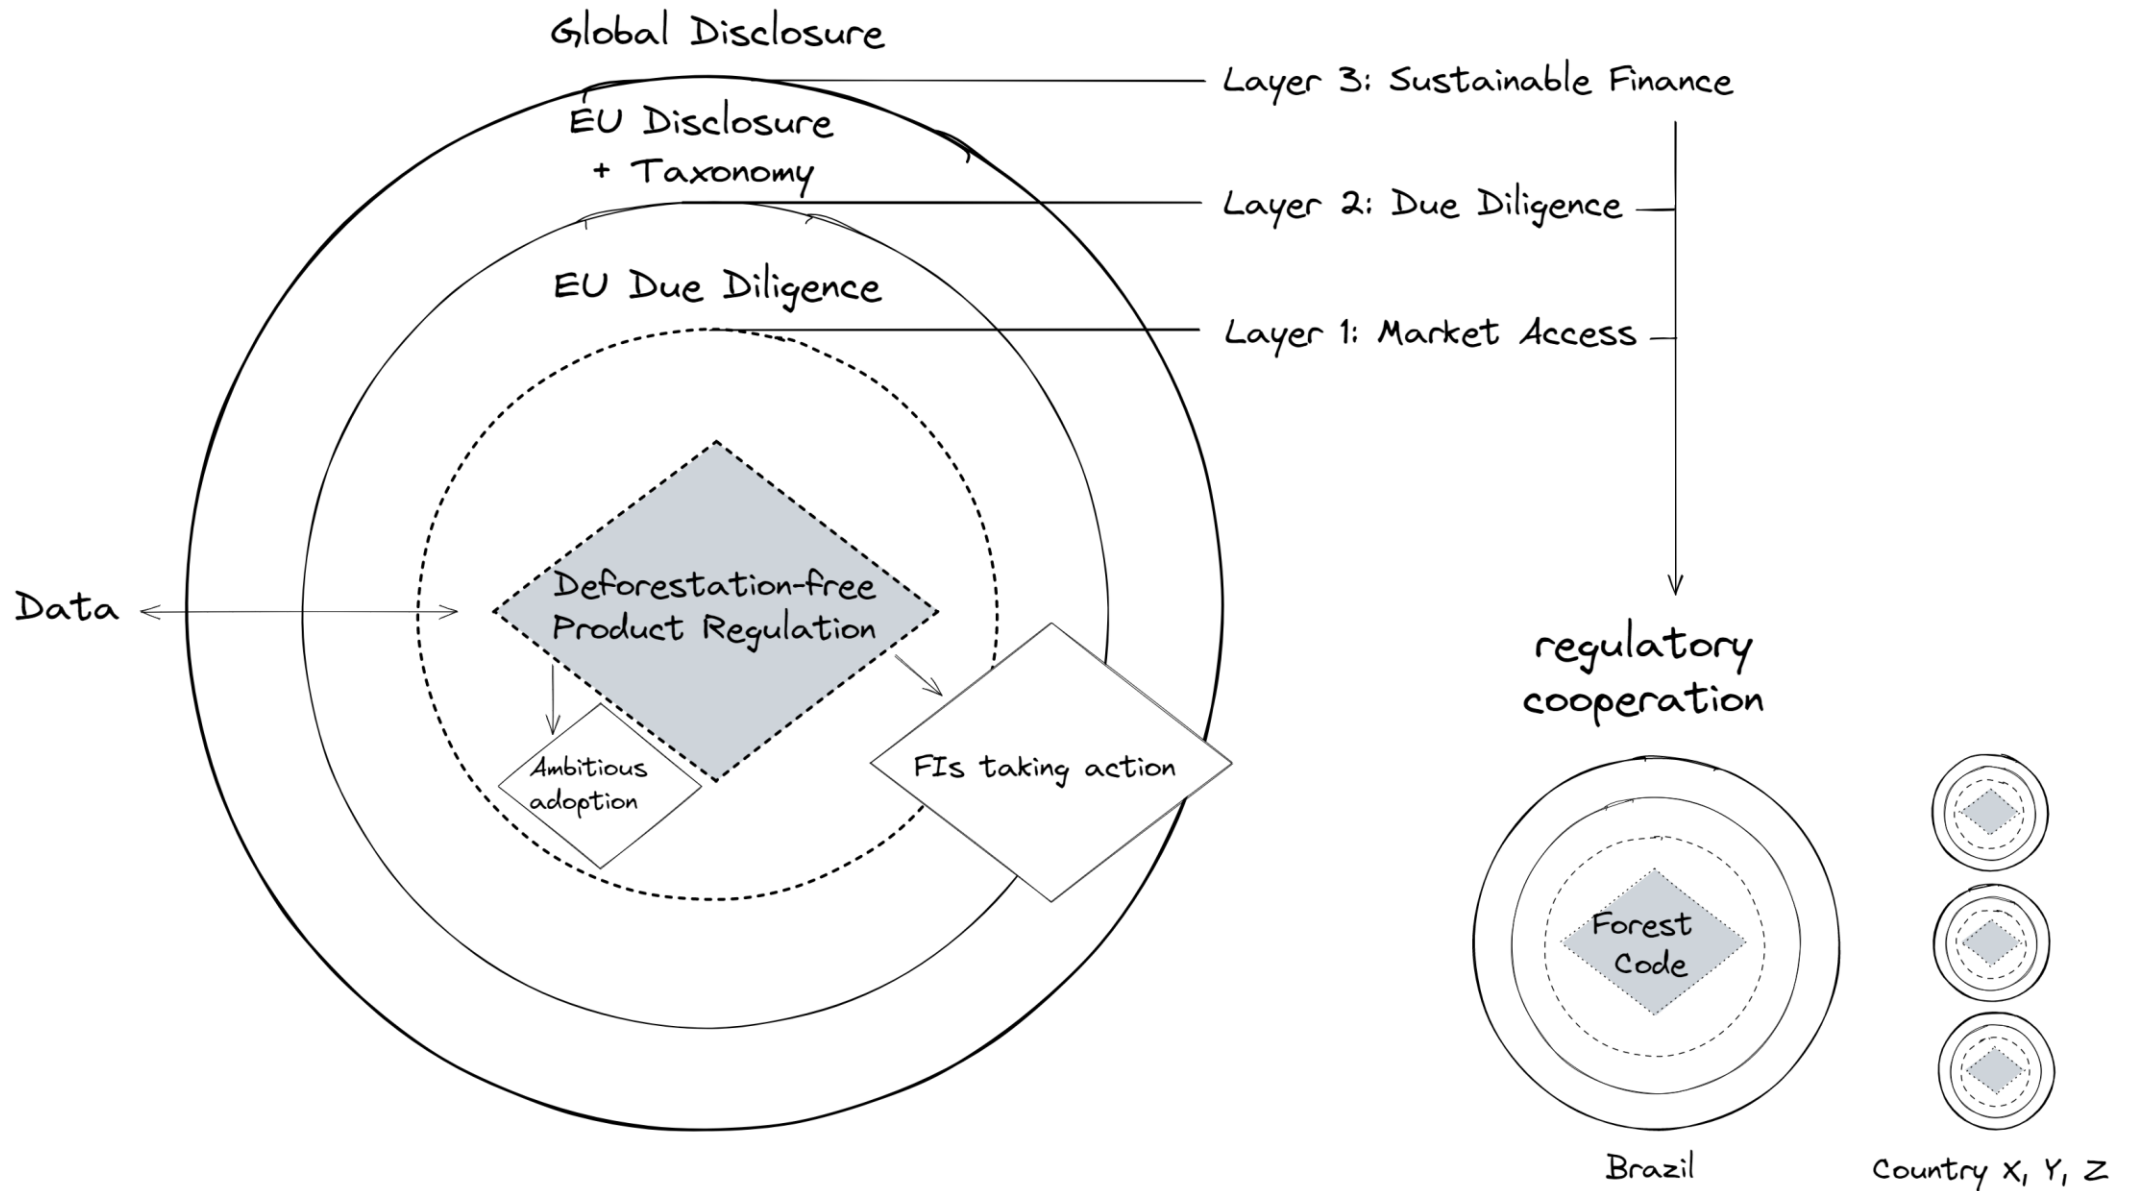 Global Disclosure
Layer 3: Sustainable Finance
EU Disclosure
+ Taxonomy
Layer 2: Due Diligence
EU Due Diligence
Layer 1: Market Access
Deforestation-free
Product Regulation
Data
regulatory
cooperation
Ambitious
adoption
FIs taking action
Forest
Code
Brazil
Country X, Y, Z